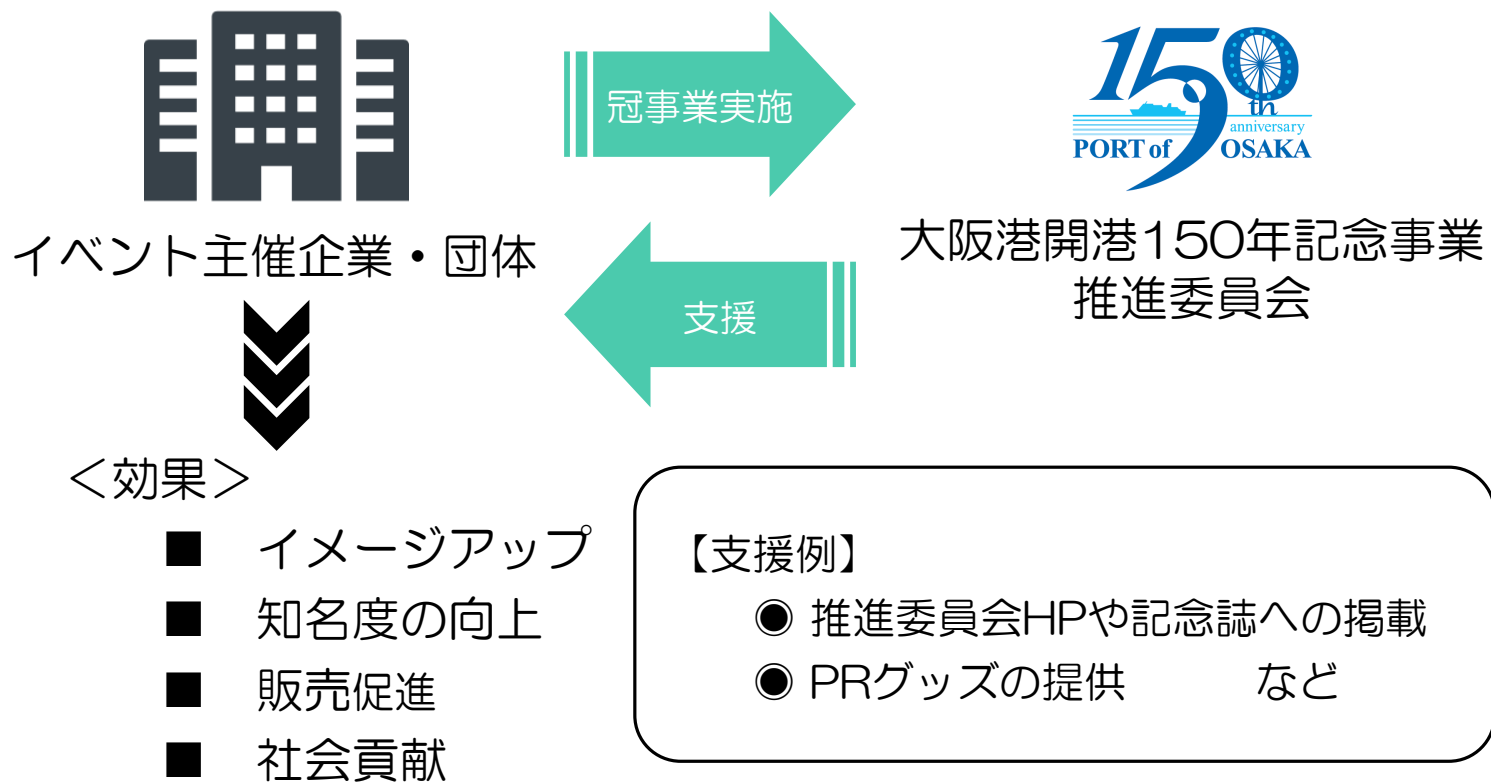 冠事業実施
150th
anniversary
PORT of OSAKA
イベント主催企業・団体
大阪港開港150年記念事業
推進委員会
支援
＜効果＞
■ イメージアップ
■ 知名度の向上
■ 販売促進
■ 社会貢献
【支援例】
◉ 推進委員会HPや記念誌への掲載
◉ PRグッズの提供　　　など